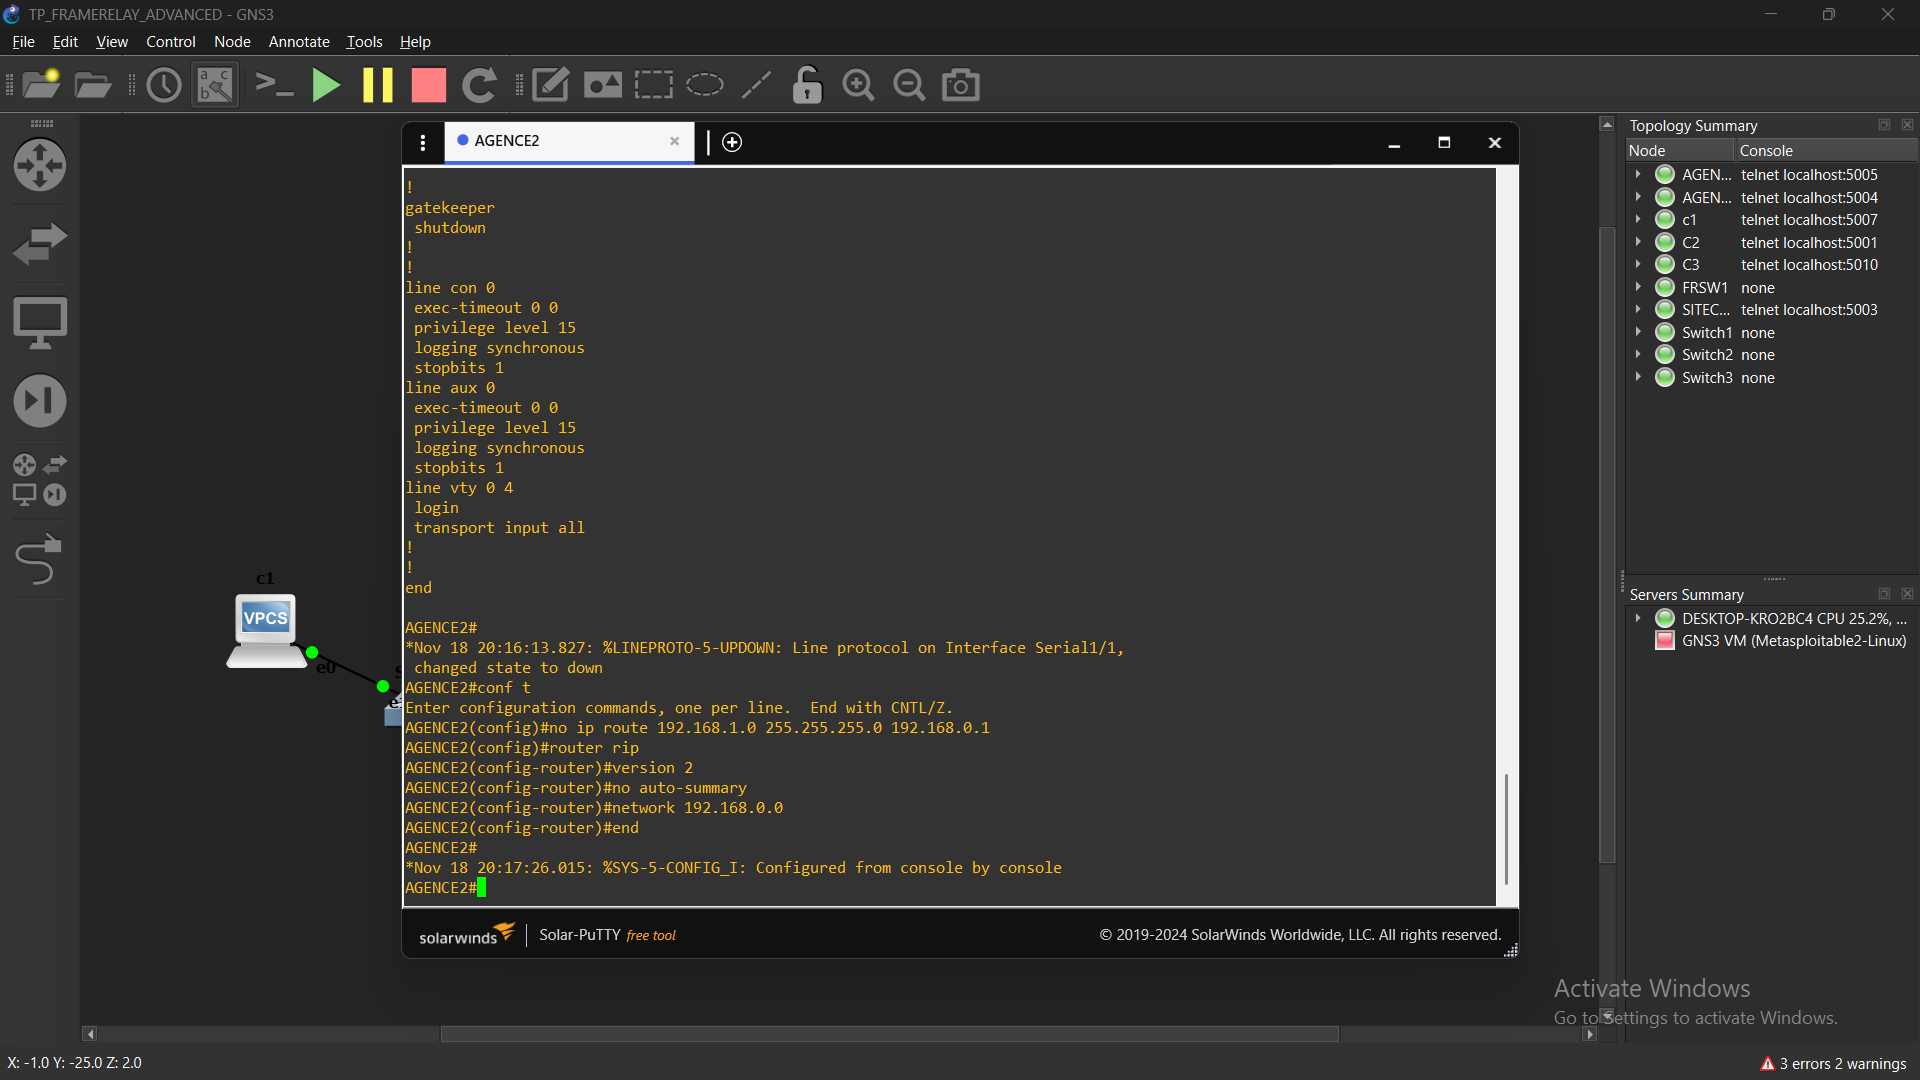 TP_FRAMERELAY_ADVANCED - GNS3
File Edit View Control Node Annotate Tools Help
AGENCE2
!
gatekeeper
 shutdown
!
!
line con 0
 exec-timeout 0 0
 privilege level 15
 logging synchronous
 stopbits 1
line aux 0
 exec-timeout 0 0
 privilege level 15
 logging synchronous
 stopbits 1
line vty 0 4
 login
 transport input all
!
!
end
AGENCE2#
*Nov 18 20:16:13.827: %LINEPROTO-5-UPDOWN: Line protocol on Interface Serial1/1,
 changed state to down
AGENCE2#conf t
Enter configuration commands, one per line.  End with CNTL/Z.
AGENCE2(config)#no ip route 192.168.1.0 255.255.255.0 192.168.0.1
AGENCE2(config)#router rip
AGENCE2(config-router)#version 2
AGENCE2(config-router)#no auto-summary
AGENCE2(config-router)#network 192.168.0.0
AGENCE2(config-router)#end
AGENCE2#
*Nov 18 20:17:26.015: %SYS-5-CONFIG_I: Configured from console by console
AGENCE2#
solarwinds Solar-PuTTY free tool © 2019-2024 SolarWinds Worldwide, LLC. All rights reserved.
c1
VPCS
e0
Topology Summary
Node Console
AGEN... telnet localhost:5005
AGEN... telnet localhost:5004
c1 telnet localhost:5007
C2 telnet localhost:5001
C3 telnet localhost:5010
FRSW1 none
SITEC... telnet localhost:5003
Switch1 none
Switch2 none
Switch3 none
Servers Summary
DESKTOP-KRO2BC4 CPU 25.2%, ...
GNS3 VM (Metasploitable2-Linux)
Activate Windows
Go to Settings to activate Windows.
X: -1.0 Y: -25.0 Z: 2.0
3 errors 2 warnings